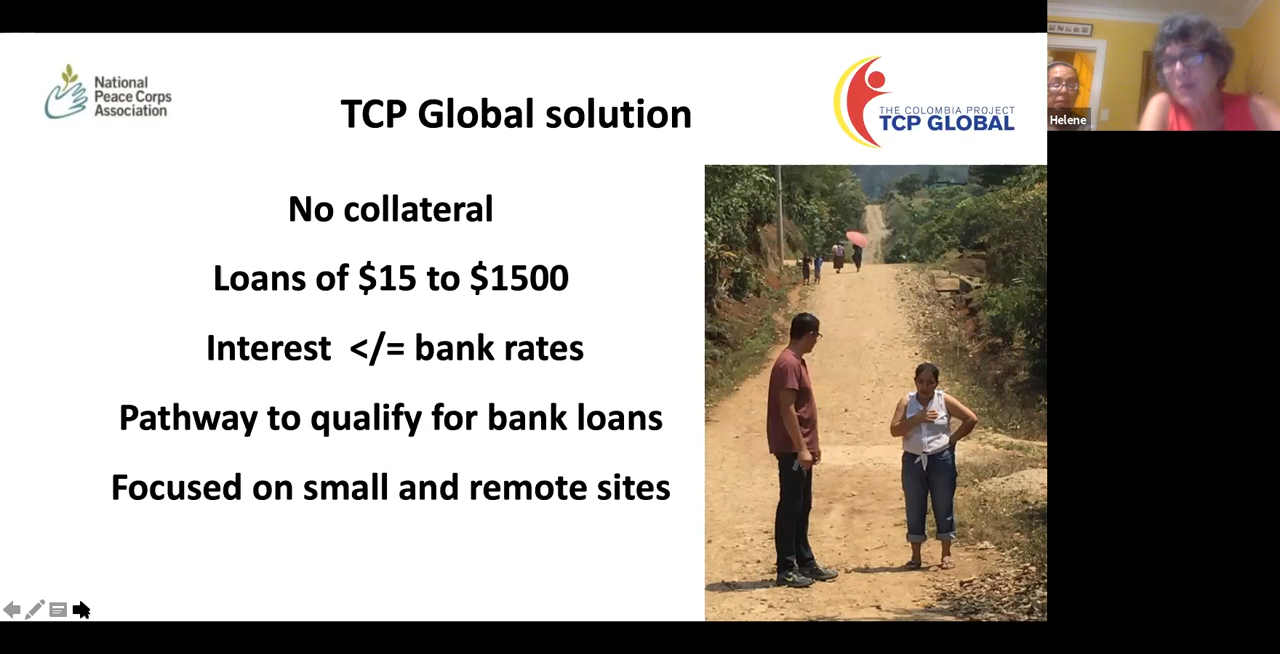 National
Peace Corps
Association
TCP Global solution
THE COLOMBIA PROJECT
TCP GLOBAL
Helene
No collateral
Loans of $15 to $1500
Interest  </= bank rates
Pathway to qualify for bank loans
Focused on small and remote sites